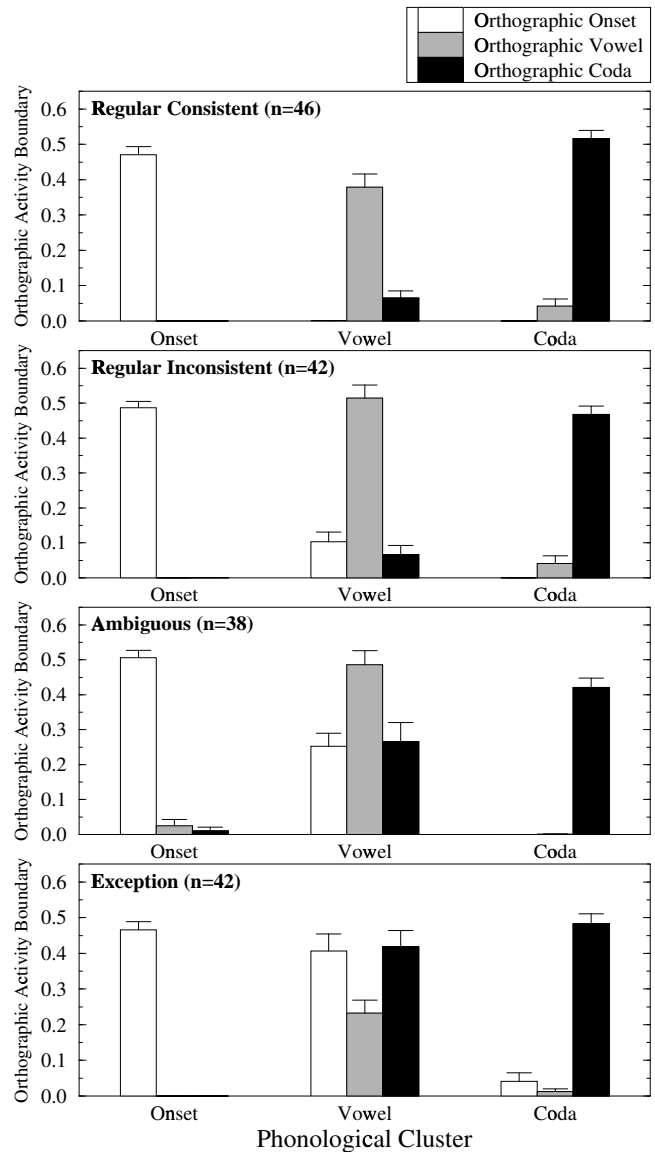 Orthographic Onset
Orthographic Vowel
Orthographic Coda
Orthographic Activity Boundary
Regular Consistent (n=46)
0.6
0.5
0.4
0.3
0.2
0.1
0.0
Onset Vowel Coda
Orthographic Activity Boundary
Regular Inconsistent (n=42)
0.6
0.5
0.4
0.3
0.2
0.1
0.0
Onset Vowel Coda
Orthographic Activity Boundary
Ambiguous (n=38)
0.6
0.5
0.4
0.3
0.2
0.1
0.0
Onset Vowel Coda
Orthographic Activity Boundary
Exception (n=42)
0.6
0.5
0.4
0.3
0.2
0.1
0.0
Onset Vowel Coda
Phonological Cluster